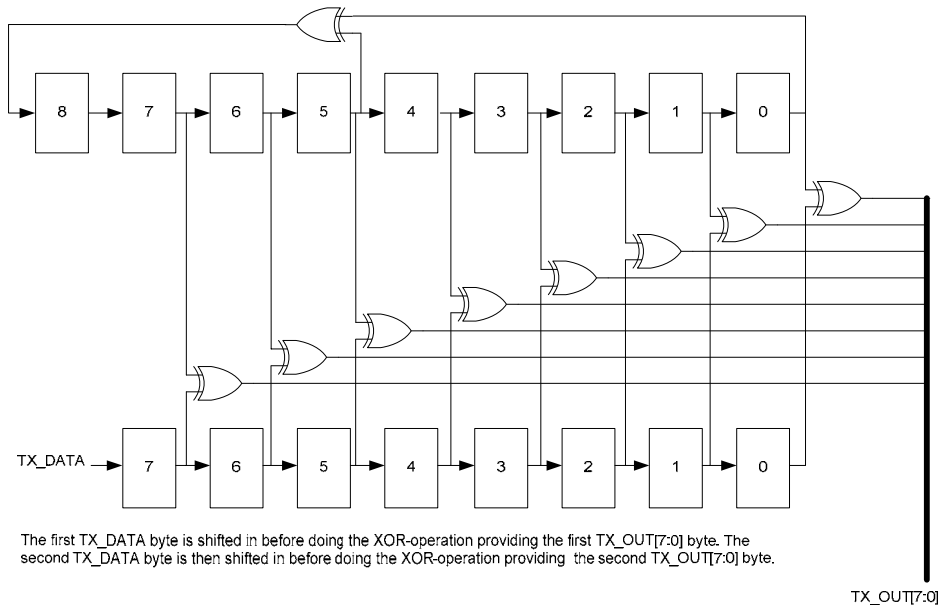 8 7 6 5 4 3 2 1 0
TX_DATA 7 6 5 4 3 2 1 0
The first TX_DATA byte is shifted in before doing the XOR-operation providing the first TX_OUT[7:0] byte. The
second TX_DATA byte is then shifted in before doing the XOR-operation providing the second TX_OUT[7:0] byte.
TX_OUT[7:0]